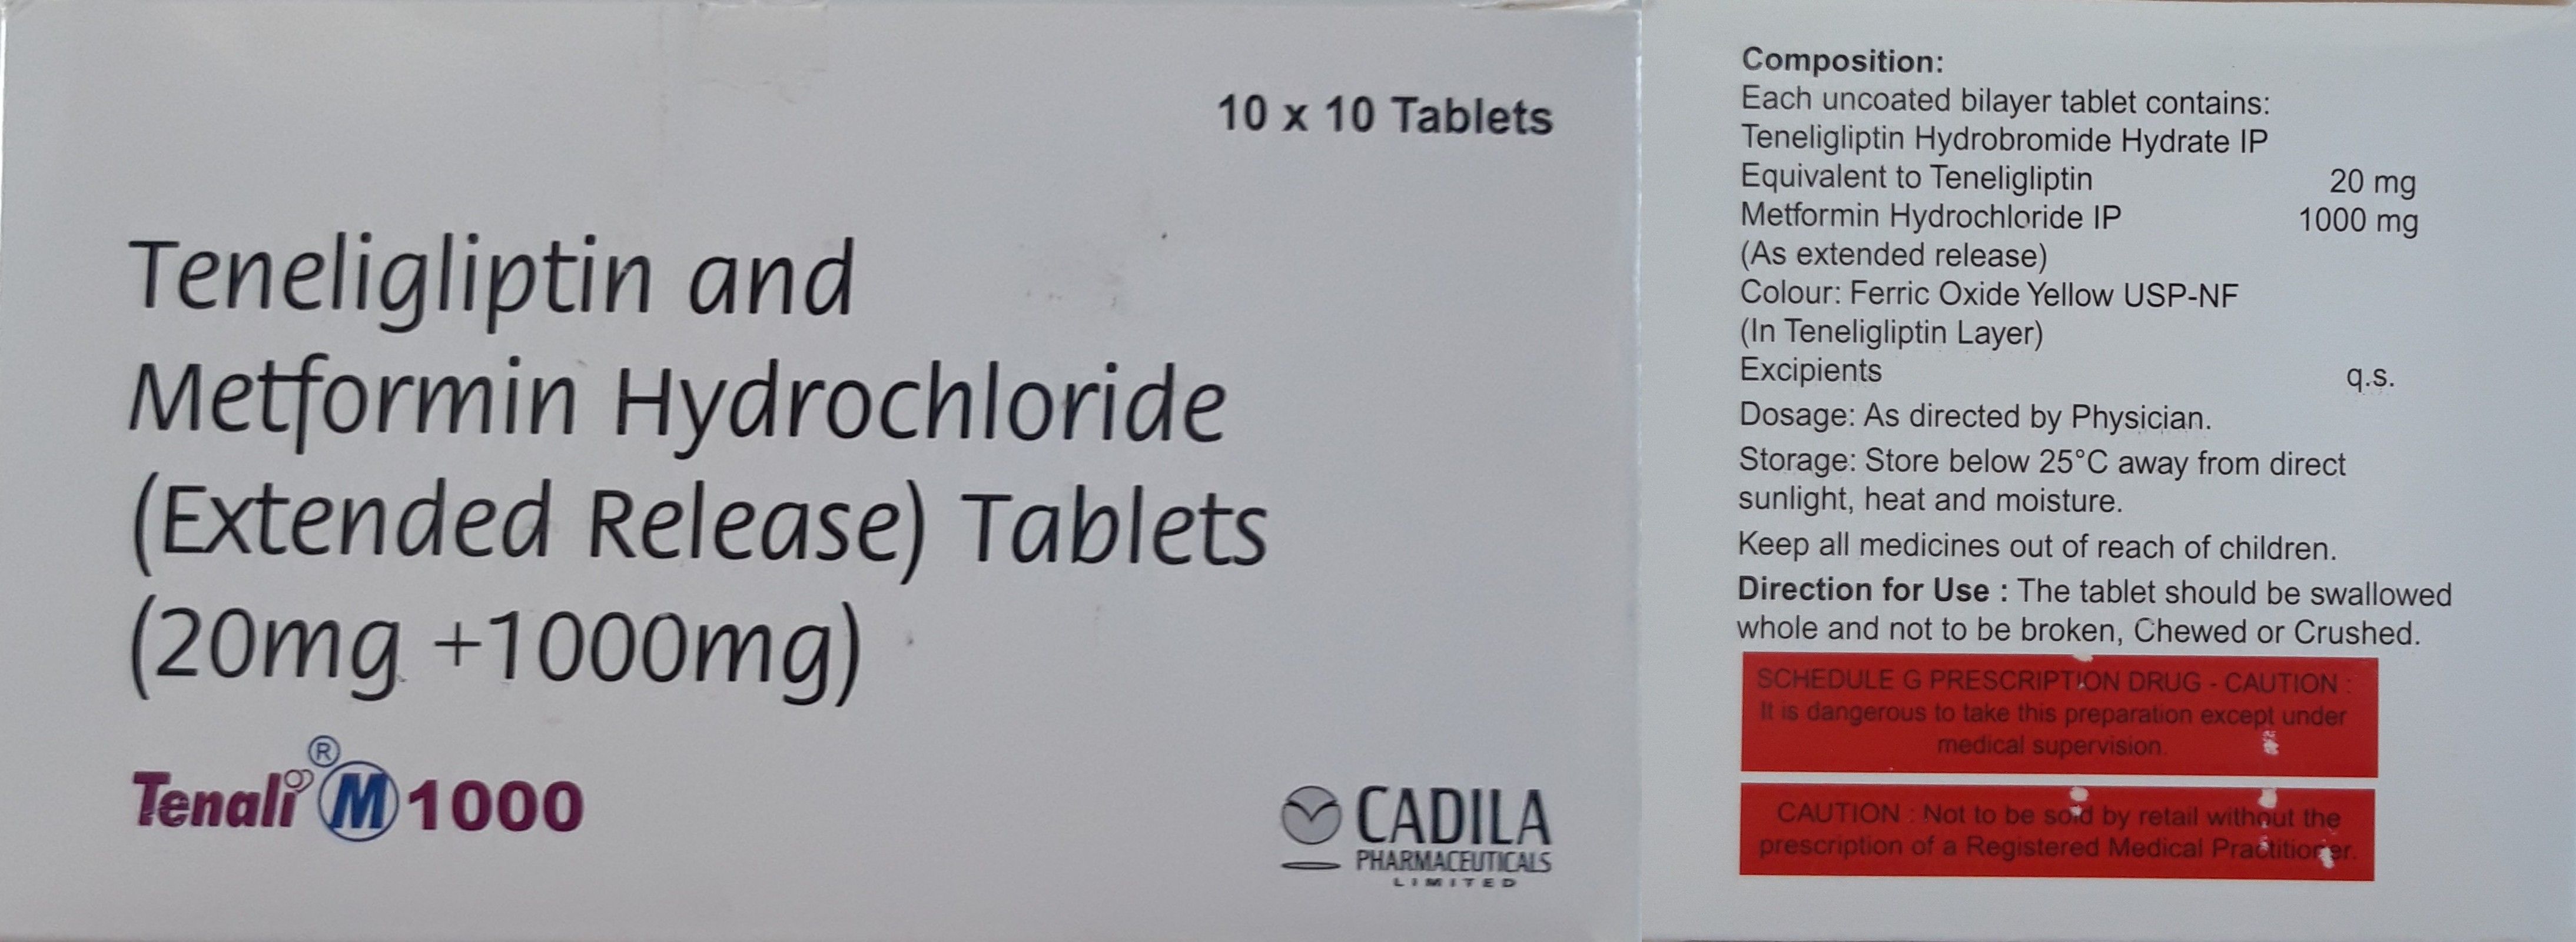 10 x 10 Tablets
Teneligliptin and
Metformin Hydrochloride
(Extended Release) Tablets
(20mg +1000mg)
Tenali® M 1000
CADILA
PHARMACEUTICALS
LIMITED
Composition:
Each uncoated bilayer tablet contains:
Teneligliptin Hydrobromide Hydrate IP
Equivalent to Teneligliptin 20 mg
Metformin Hydrochloride IP 1000 mg
(As extended release)
Colour: Ferric Oxide Yellow USP-NF
(In Teneligliptin Layer)
Excipients q.s.
Dosage: As directed by Physician.
Storage: Store below 25°C away from direct
sunlight, heat and moisture.
Keep all medicines out of reach of children.
Direction for Use : The tablet should be swallowed
whole and not to be broken, Chewed or Crushed.
SCHEDULE G PRESCRIPTION DRUG - CAUTION :
It is dangerous to take this preparation except under
medical supervision.
CAUTION : Not to be sold by retail without the
prescription of a Registered Medical Practitioner.